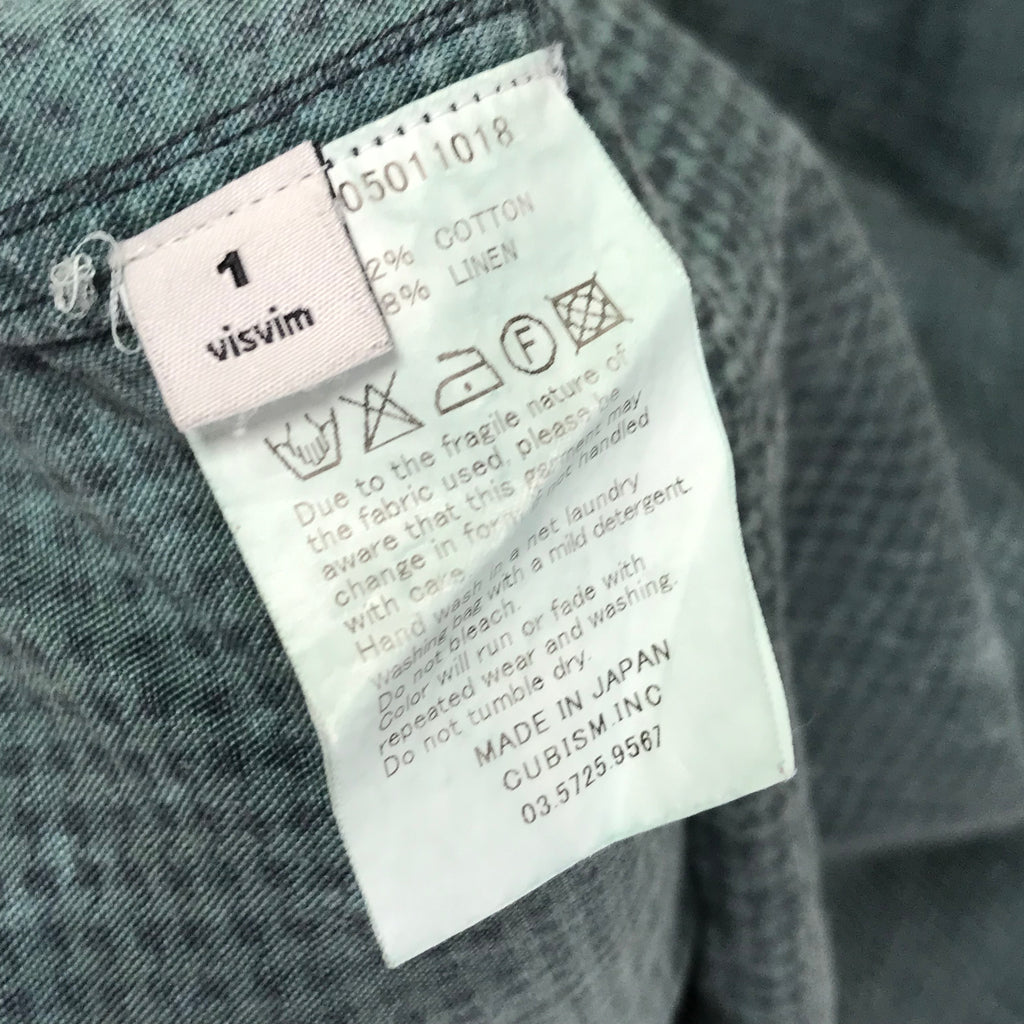 1
visvim
05011018
2% COTTON
8% LINEN
F
Due to the fragile nature of
the fabric used, please be
aware that this garment may
change in form if not handled
with care.
Hand wash in a net laundry
washing bag with a mild detergent.
Do not bleach.
Color will run or fade with
repeated wear and washing.
Do not tumble dry.
MADE IN JAPAN
CUBISM.INC
03.5725.9567